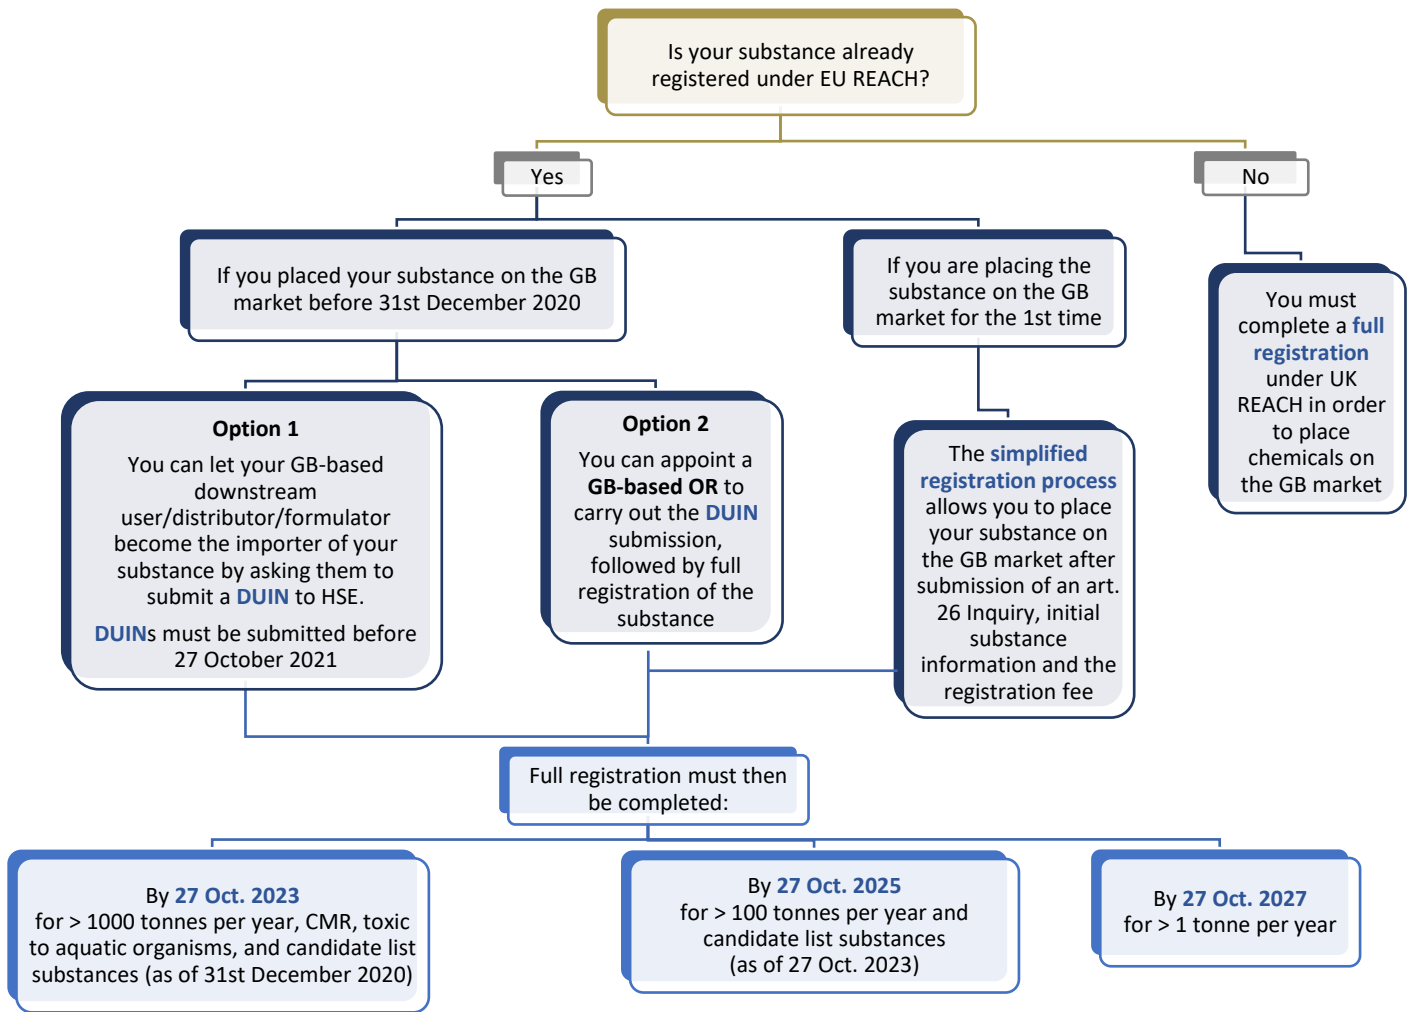 Is your substance already
registered under EU REACH?
Yes
No
If you placed your substance on the GB
market before 31st December 2020
If you are placing the
substance on the GB
market for the 1st time
You must
complete a full
registration
under UK
REACH in order
to place
chemicals on
the GB market
Option 1
You can let your GB-based
downstream
user/distributor/formulator
become the importer of your
substance by asking them to
submit a DUIN to HSE.
DUINs must be submitted before
27 October 2021
Option 2
You can appoint a
GB-based OR to
carry out the DUIN
submission,
followed by full
registration of the
substance
The simplified
registration process
allows you to place
your substance on
the GB market after
submission of an art.
26 Inquiry, initial
substance
information and the
registration fee
Full registration must then
be completed:
By 27 Oct. 2023
for > 1000 tonnes per year, CMR, toxic
to aquatic organisms, and candidate list
substances (as of 31st December 2020)
By 27 Oct. 2025
for > 100 tonnes per year and
candidate list substances
(as of 27 Oct. 2023)
By 27 Oct. 2027
for > 1 tonne per year